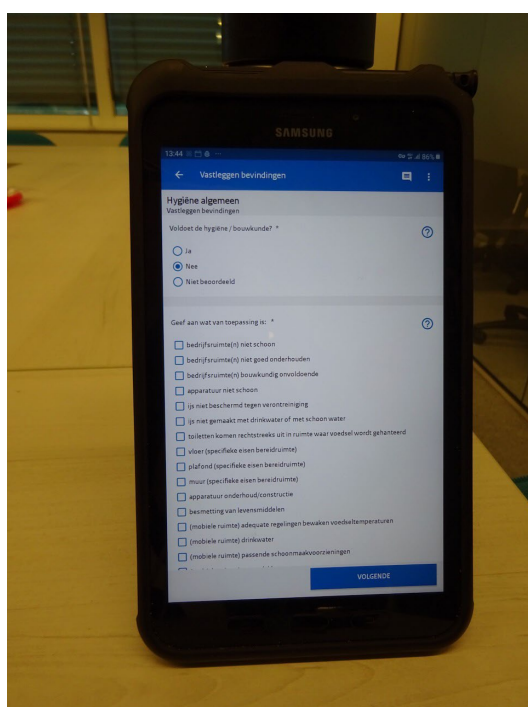 SAMSUNG
13:44
86%
Vastleggen bevindingen
Hygiëne algemeen
Vastleggen bevindingen
Voldoet de hygiëne / bouwkunde? *
Ja
Nee
Niet beoordeeld
Geef aan wat van toepassing is: *
bedrijfsruimte(n) niet schoon
bedrijfsruimte(n) niet goed onderhouden
bedrijfsruimte(n) bouwkundig onvoldoende
apparatuur niet schoon
ijs niet beschermd tegen verontreiniging
ijs niet gemaakt met drinkwater of met schoon water
toiletten komen rechtstreeks uit in ruimte waar voedsel wordt gehanteerd
vloer (specifieke eisen bereidruimte)
plafond (specifieke eisen bereidruimte)
muur (specifieke eisen bereidruimte)
apparatuur onderhoud/constructie
besmetting van levensmiddelen
(mobiele ruimte) adequate regelingen bewaken voedseltemperaturen
(mobiele ruimte) drinkwater
(mobiele ruimte) passende schoonmaakvoorzieningen
VOLGENDE